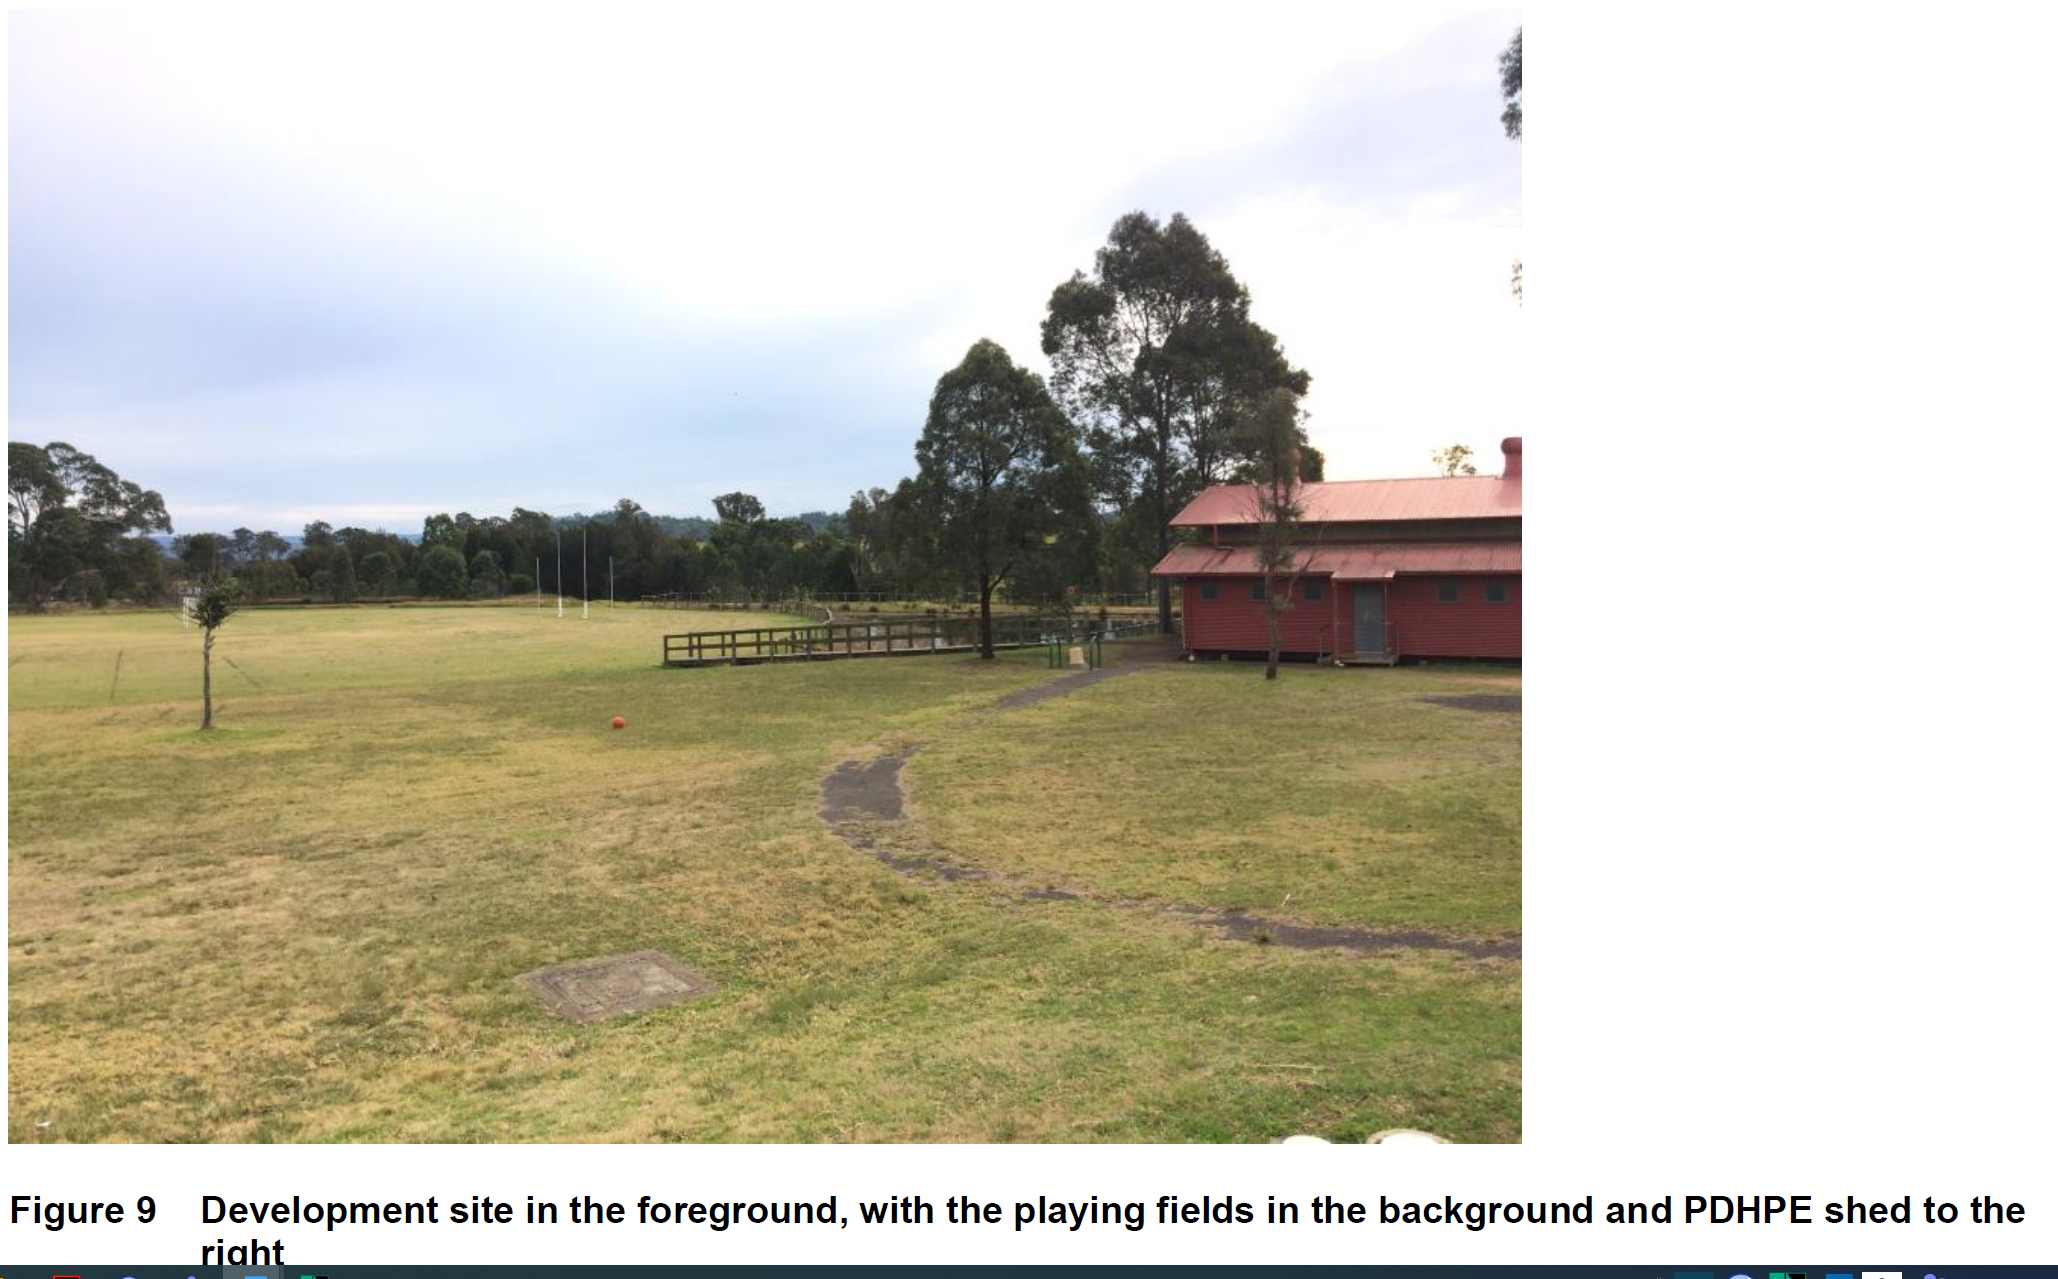 Figure 9 Development site in the foreground, with the playing fields in the background and PDHPE shed to the
right